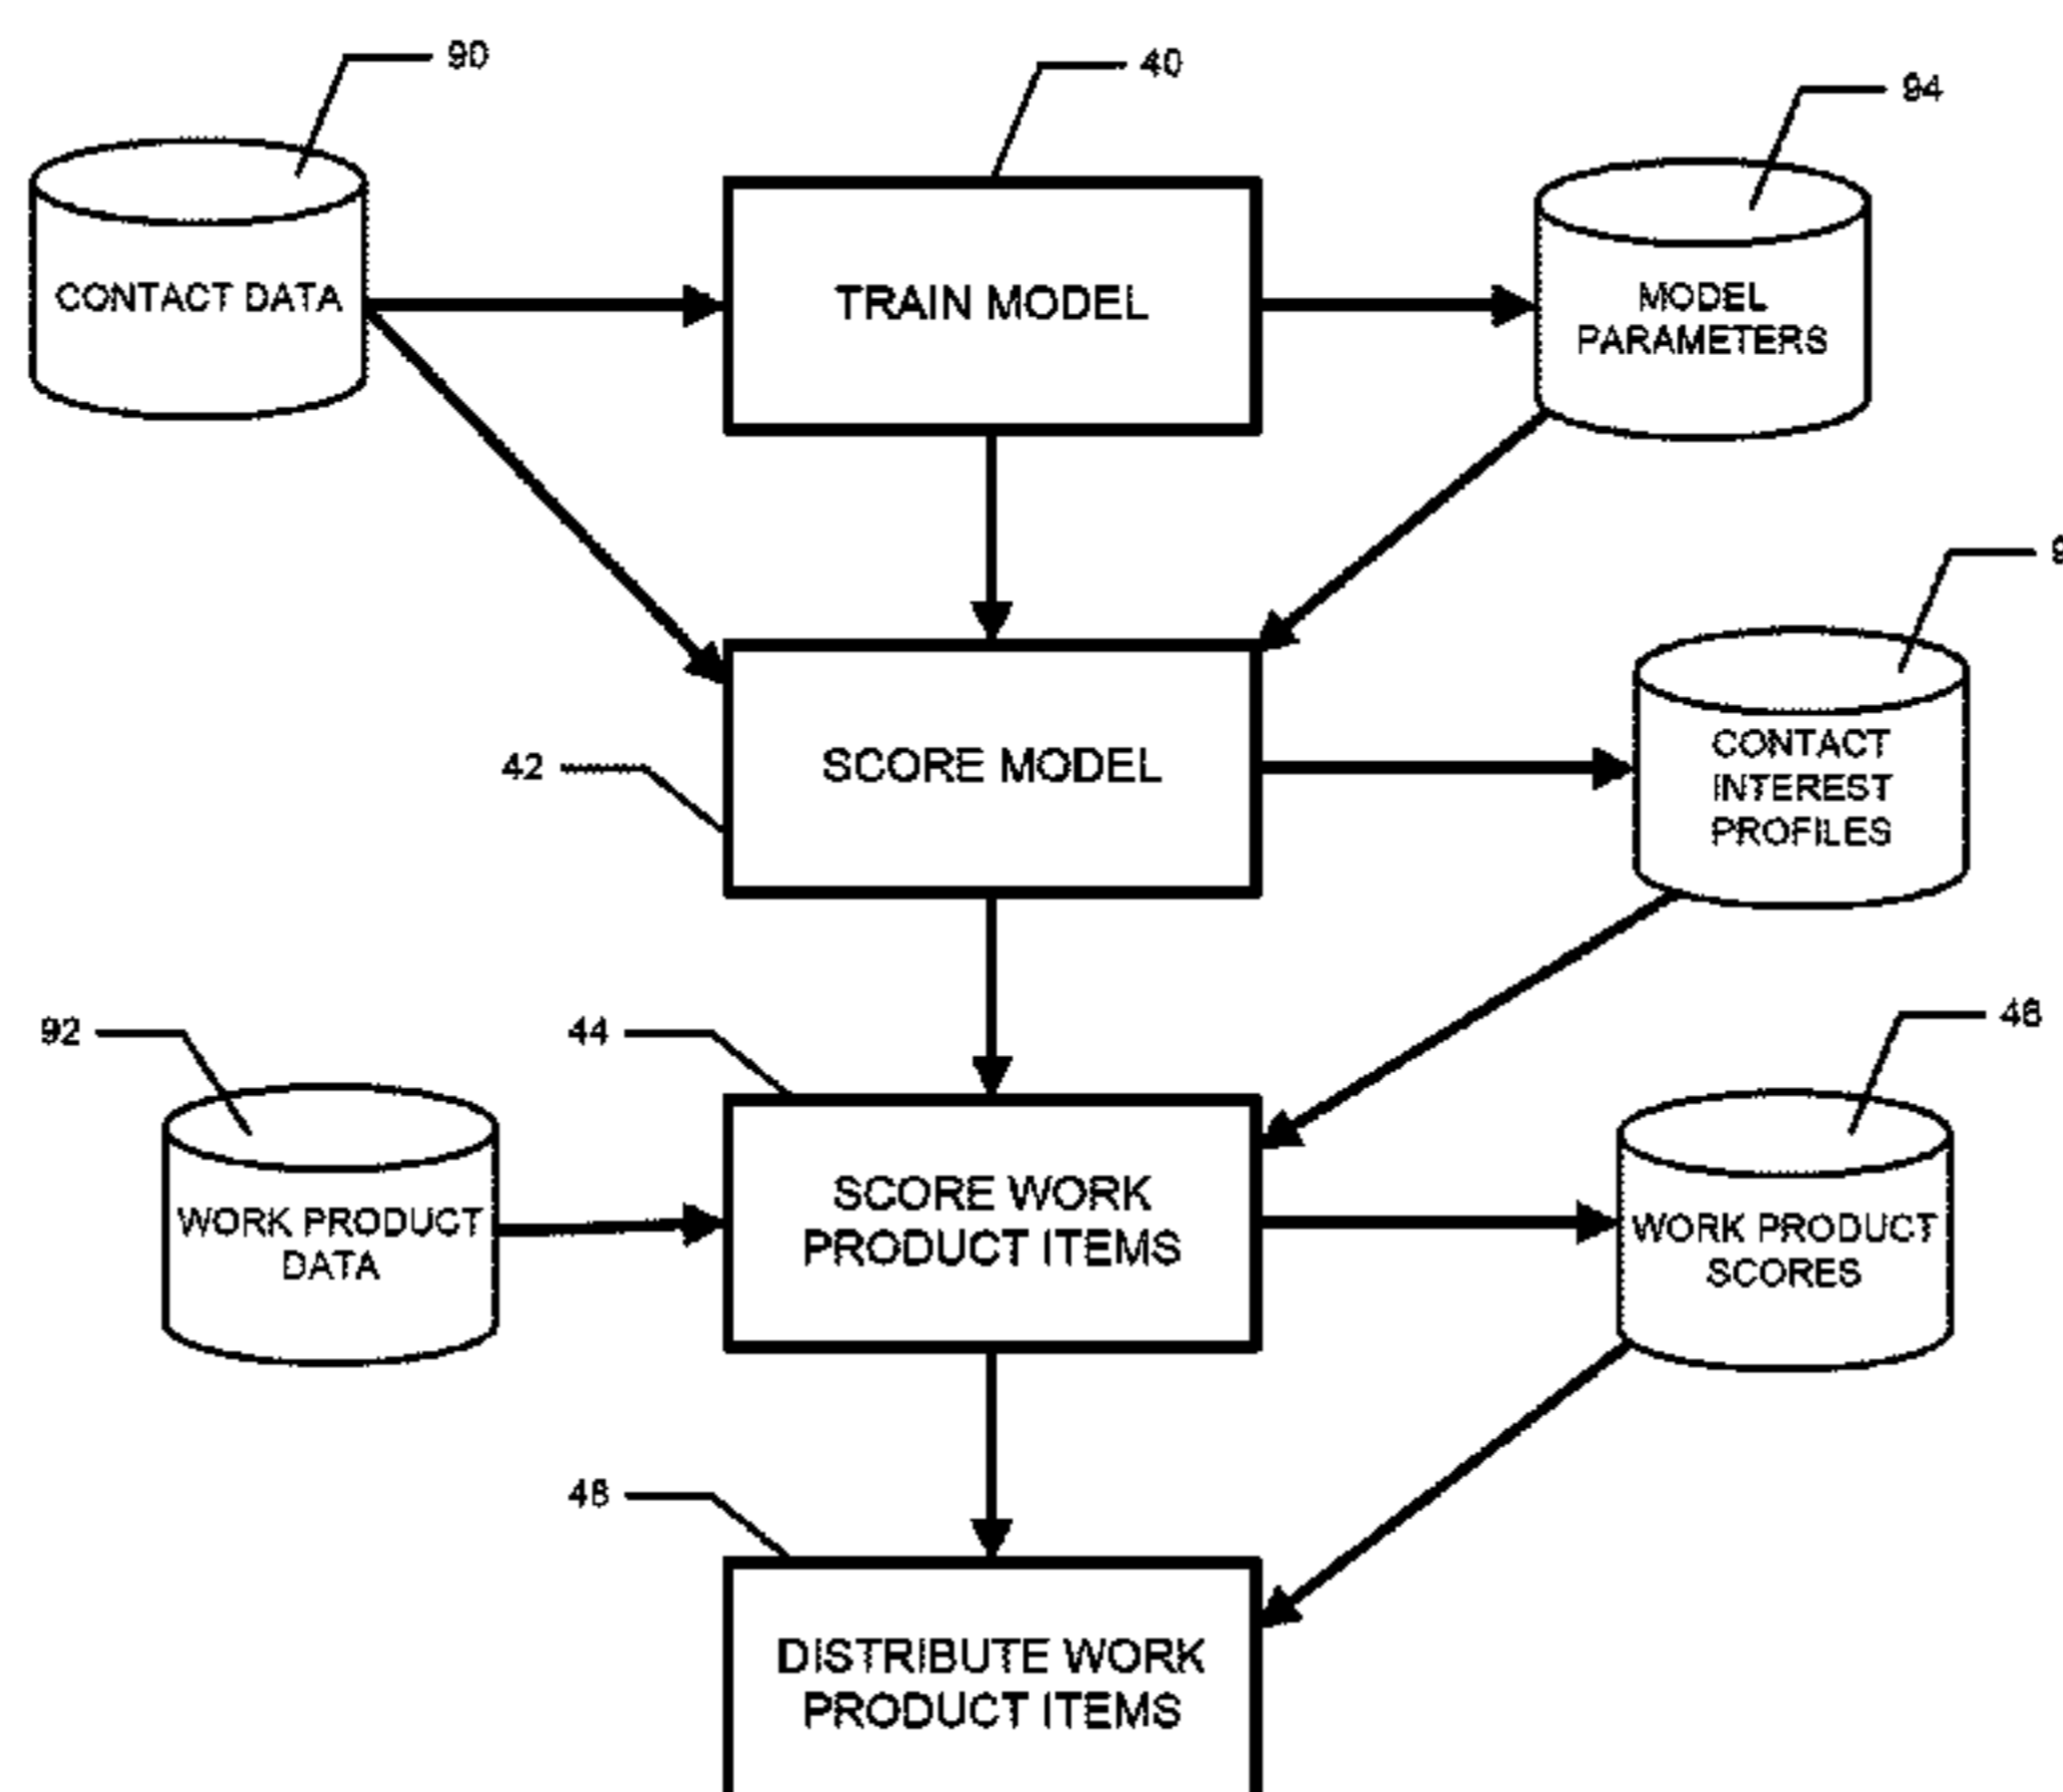 90
40
94
CONTACT DATA
TRAIN MODEL
MODEL
PARAMETERS
SCORE MODEL
42
CONTACT
INTEREST
PROFILES
92
44
46
WORK PRODUCT
DATA
SCORE WORK
PRODUCT ITEMS
WORK PRODUCT
SCORES
48
DISTRIBUTE WORK
PRODUCT ITEMS